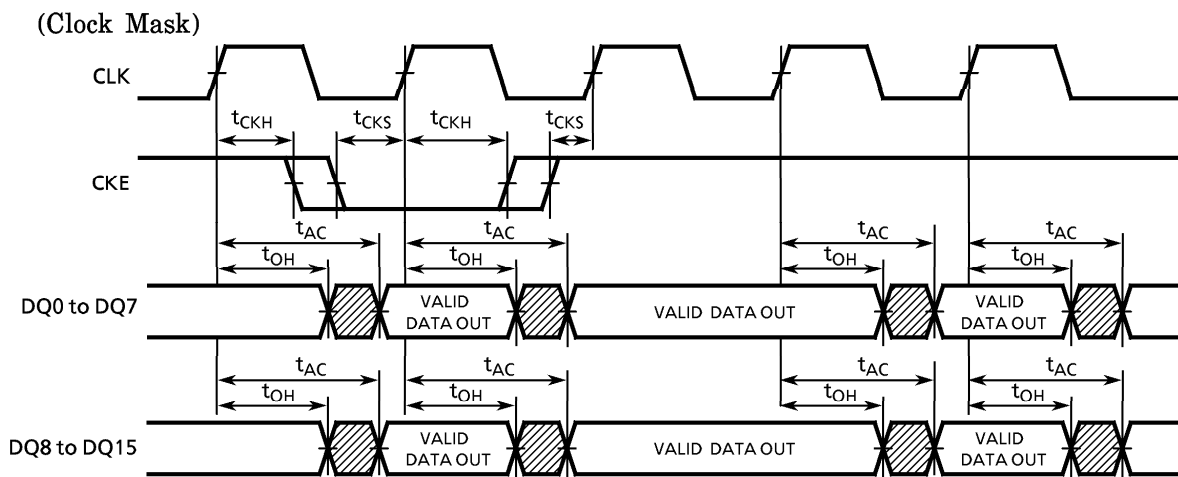 (Clock Mask)
CLK
tCKH tCKS tCKH tCKS
CKE
tAC tAC tAC tAC
tOH tOH tOH tOH
DQ0 to DQ7
VALID DATA OUT
VALID DATA OUT
VALID DATA OUT
tAC tAC tAC tAC
tOH tOH tOH tOH
DQ8 to DQ15
VALID DATA OUT
VALID DATA OUT
VALID DATA OUT